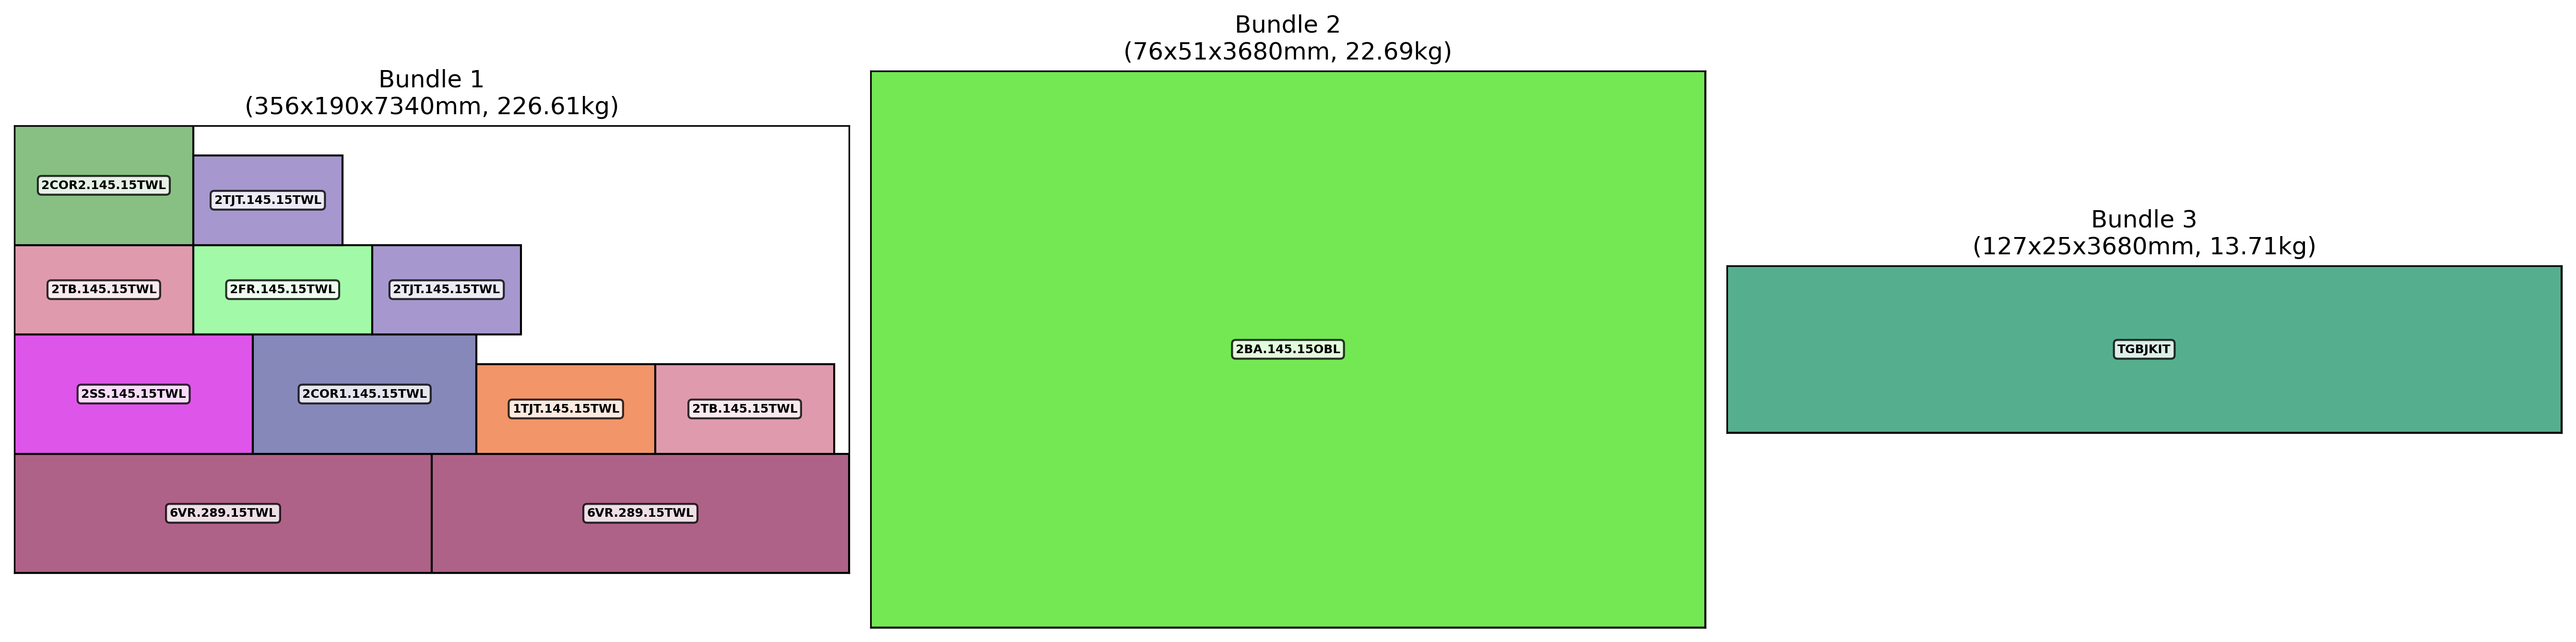 Bundle 1
(356x190x7340mm, 226.61kg)
2COR2.145.15TWL
2TJT.145.15TWL
2TB.145.15TWL
2FR.145.15TWL
2TJT.145.15TWL
2SS.145.15TWL
2COR1.145.15TWL
1TJT.145.15TWL
2TB.145.15TWL
6VR.289.15TWL
6VR.289.15TWL
Bundle 2
(76x51x3680mm, 22.69kg)
2BA.145.15OBL
Bundle 3
(127x25x3680mm, 13.71kg)
TGBJKIT